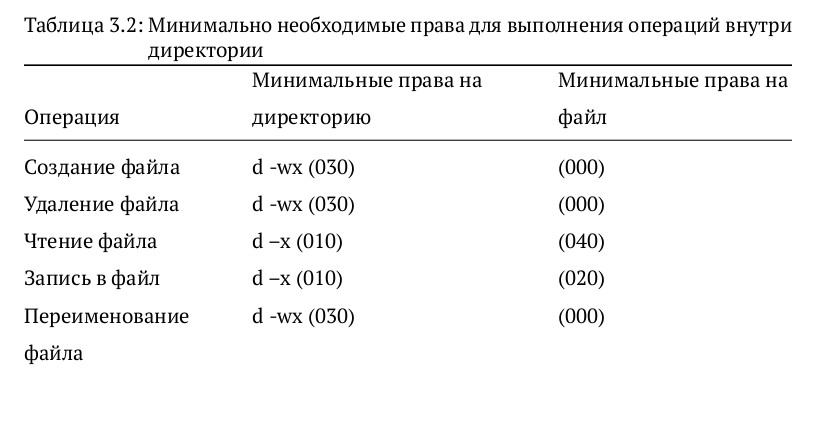 Таблица 3.2: Минимально необходимые права для выполнения операций внутри
директории
Операция Минимальные права на директорию Минимальные права на файл
Создание файла d -wx (030) (000)
Удаление файла d -wx (030) (000)
Чтение файла d –x (010) (040)
Запись в файл d –x (010) (020)
Переименование d -wx (030) (000)
файла